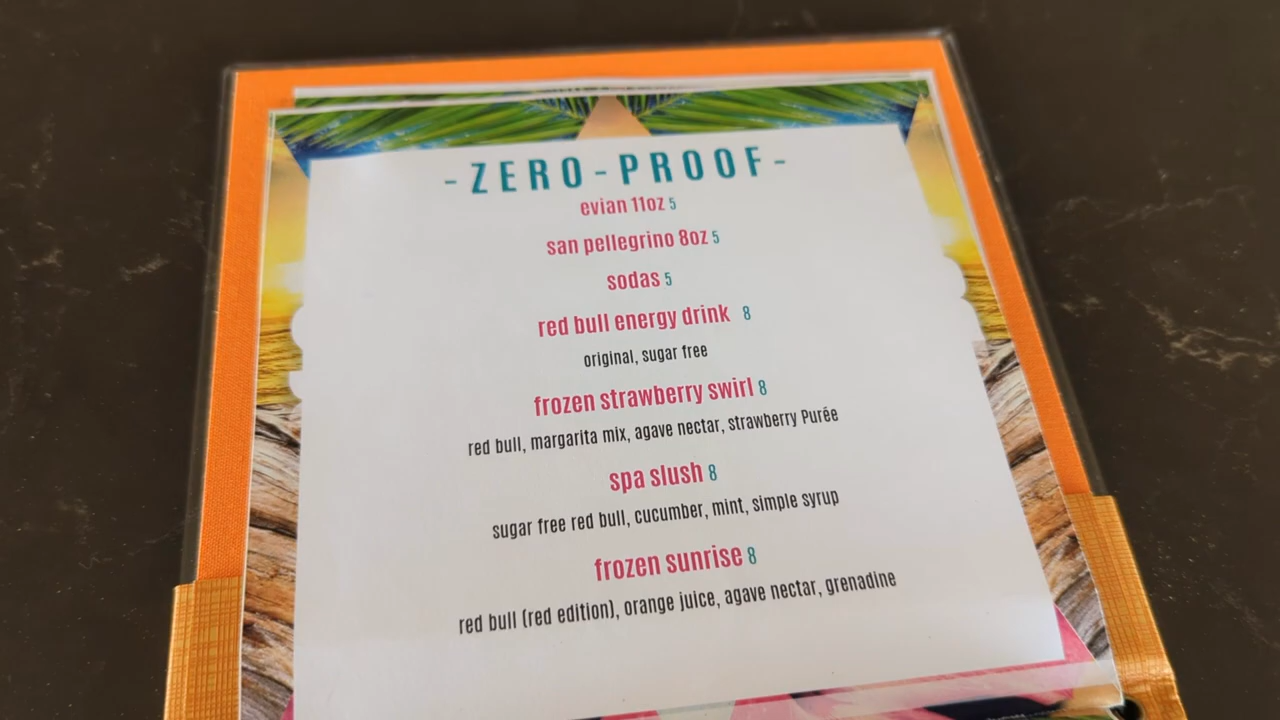 -ZERO-PROOF-
evian 11oz 5
san pellegrino 8oz 5
sodas 5
red bull energy drink 8
original, sugar free
frozen strawberry swirl 8
red bull, margarita mix, agave nectar, strawberry Purée
spa slush 8
sugar free red bull, cucumber, mint, simple syrup
frozen sunrise 8
red bull (red edition), orange juice, agave nectar, grenadine